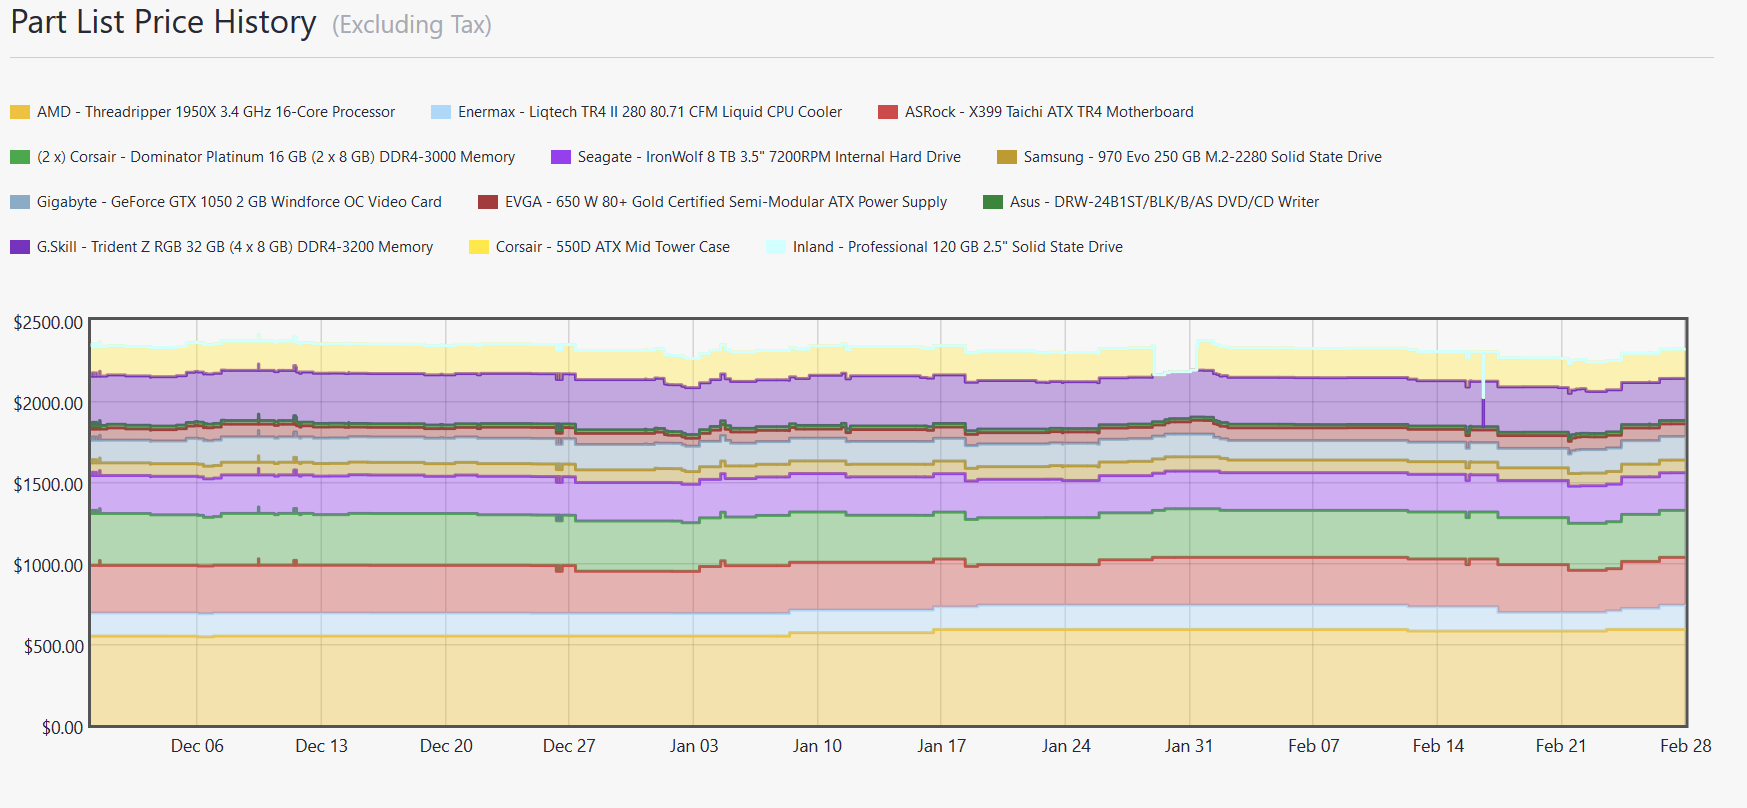 Part List Price History (Excluding Tax)
AMD - Threadripper 1950X 3.4 GHz 16-Core Processor Enermax - Liqtech TR4 II 280 80.71 CFM Liquid CPU Cooler ASRock - X399 Taichi ATX TR4 Motherboard
(2 x) Corsair - Dominator Platinum 16 GB (2 x 8 GB) DDR4-3000 Memory Seagate - IronWolf 8 TB 3.5" 7200RPM Internal Hard Drive Samsung - 970 Evo 250 GB M.2-2280 Solid State Drive
Gigabyte - GeForce GTX 1050 2 GB Windforce OC Video Card EVGA - 650 W 80+ Gold Certified Semi-Modular ATX Power Supply Asus - DRW-24B1ST/BLK/B/AS DVD/CD Writer
G.Skill - Trident Z RGB 32 GB (4 x 8 GB) DDR4-3200 Memory Corsair - 550D ATX Mid Tower Case Inland - Professional 120 GB 2.5" Solid State Drive
$2500.00
$2000.00
$1500.00
$1000.00
$500.00
$0.00
Dec 06 Dec 13 Dec 20 Dec 27 Jan 03 Jan 10 Jan 17 Jan 24 Jan 31 Feb 07 Feb 14 Feb 21 Feb 28